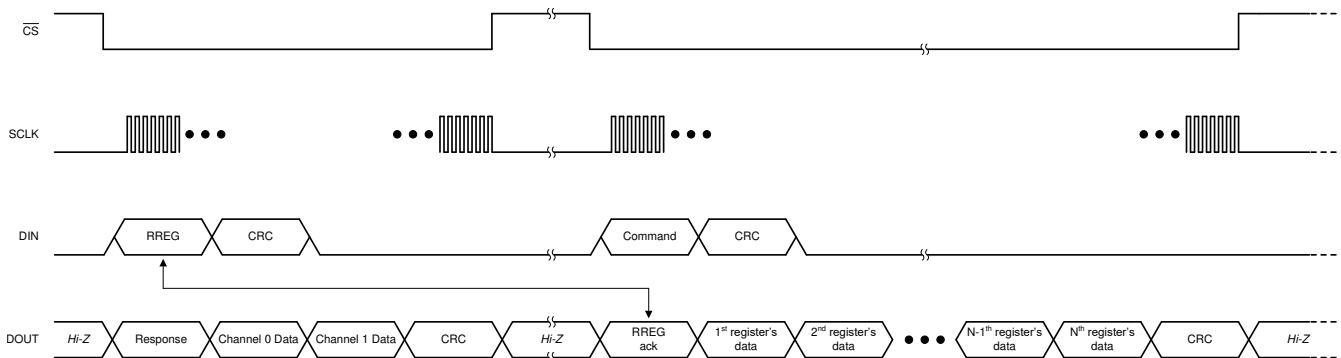 CS
SCLK
DIN
RREG
CRC
Command
CRC
DOUT
Hi-Z
Response
Channel 0 Data
Channel 1 Data
CRC
Hi-Z
RREG
ack
1st register's
data
2nd register's
data
N-1th register's
data
Nth register's
data
CRC
Hi-Z